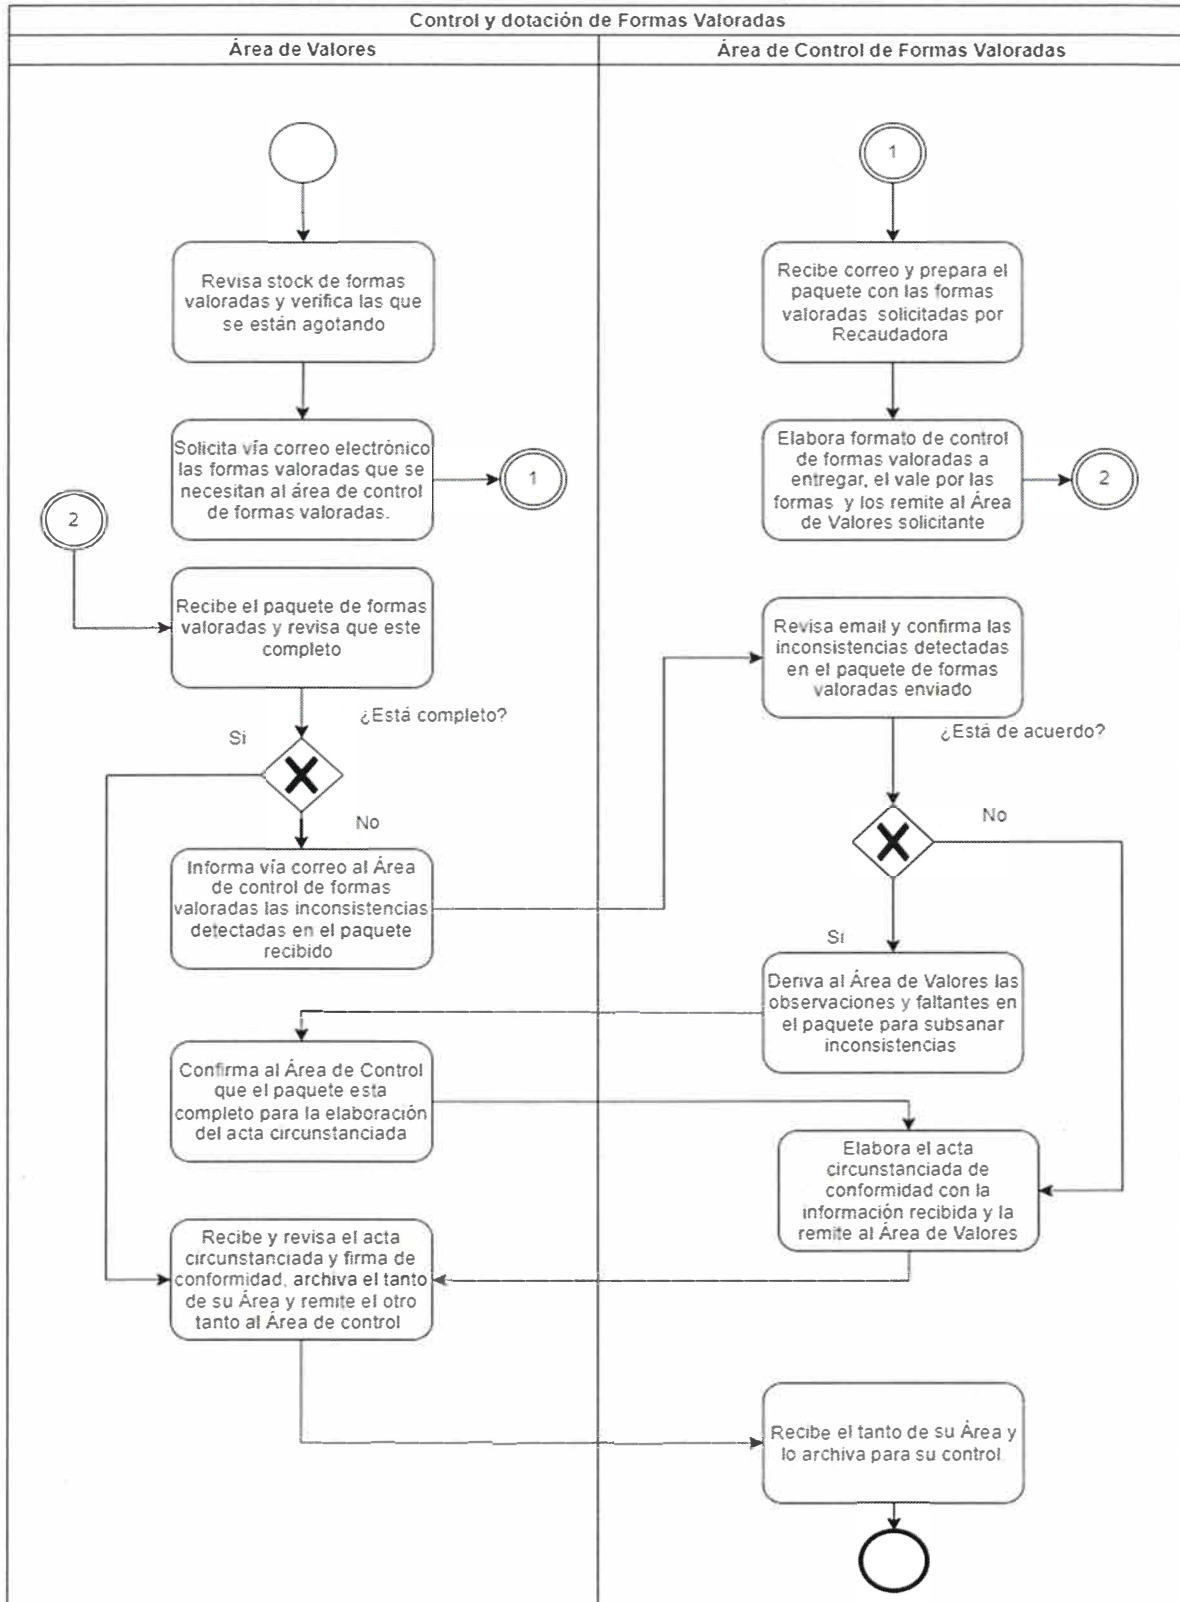 Control y dotación de Formas Valoradas
Área de Valores
Área de Control de Formas Valoradas
1
Revisa stock de formas
valoradas y verifica las que
se están agotando
Recibe correo y prepara el
paquete con las formas
valoradas solicitadas por
Recaudadora
Solicita vía correo electrónico
las formas valoradas que se
necesitan al área de control
de formas valoradas.
1
Elabora formato de control
de formas valoradas a
entregar, el vale por las
formas y los remite al Área
de Valores solicitante
2
2
Recibe el paquete de formas
valoradas y revisa que este
completo
Revisa email y confirma las
inconsistencias detectadas
en el paquete de formas
valoradas enviado
¿Está completo?
Si
No
¿Está de acuerdo?
No
Si
Informa vía correo al Área
de control de formas
valoradas las inconsistencias
detectadas en el paquete
recibido
Deriva al Área de Valores las
observaciones y faltantes en
el paquete para subsanar
inconsistencias
Confirma al Área de Control
que el paquete esta
completo para la elaboración
del acta circunstanciada
Elabora el acta
circunstanciada de
conformidad con la
información recibida y la
remite al Área de Valores
Recibe y revisa el acta
circunstanciada y firma de
conformidad, archiva el tanto
de su Área y remite el otro
tanto al Área de control
Recibe el tanto de su Área y
lo archiva para su control